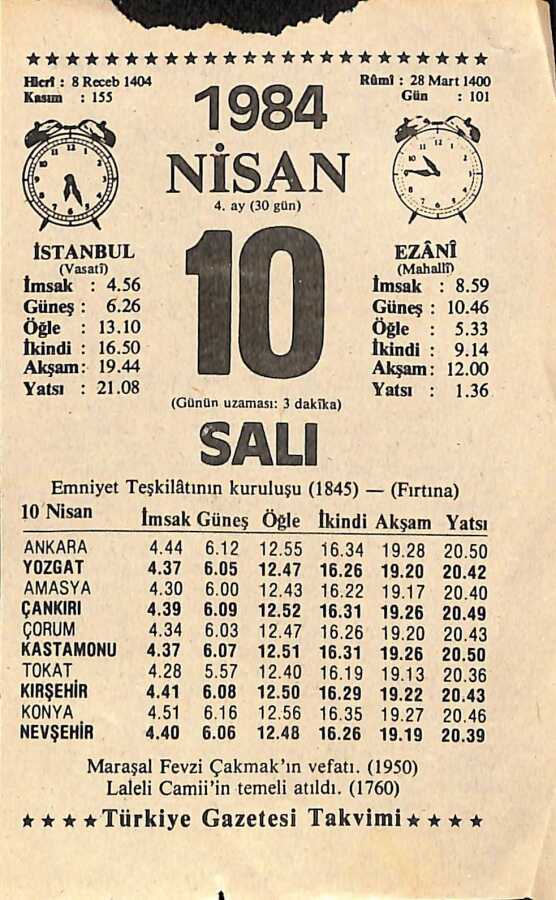 ★★★★★★★★★★★★★★★★★★★★★★★★
Hicrî : 8 Receb 1404
Kasım : 155
Rûmî : 28 Mart 1400
Gün : 101
1984
NİSAN
4. ay (30 gün)
10
(Günün uzaması: 3 dakîka)
SALI
İSTANBUL
(Vasatî)
İmsak : 4.56
Güneş : 6.26
Öğle : 13.10
İkindi : 16.50
Akşam: 19.44
Yatsı : 21.08
EZÂNÎ
(Mahallî)
İmsak : 8.59
Güneş : 10.46
Öğle : 5.33
İkindi : 9.14
Akşam: 12.00
Yatsı : 1.36
Emniyet Teşkilâtının kuruluşu (1845) — (Fırtına)
10 Nisan İmsak Güneş Öğle İkindi Akşam Yatsı
ANKARA 4.44 6.12 12.55 16.34 19.28 20.50
YOZGAT 4.37 6.05 12.47 16.26 19.20 20.42
AMASYA 4.30 6.00 12.43 16.22 19.17 20.40
ÇANKIRI 4.39 6.09 12.52 16.31 19.26 20.49
ÇORUM 4.34 6.03 12.47 16.26 19.20 20.43
KASTAMONU 4.37 6.07 12.51 16.31 19.26 20.50
TOKAT 4.28 5.57 12.40 16.19 19.13 20.36
KIRŞEHİR 4.41 6.08 12.50 16.29 19.22 20.43
KONYA 4.51 6.16 12.56 16.35 19.27 20.46
NEVŞEHİR 4.40 6.06 12.48 16.26 19.19 20.39
Maraşal Fevzi Çakmak'ın vefatı. (1950)
Laleli Camii'in temeli atıldı. (1760)
★★★★Türkiye Gazetesi Takvimi★★★★